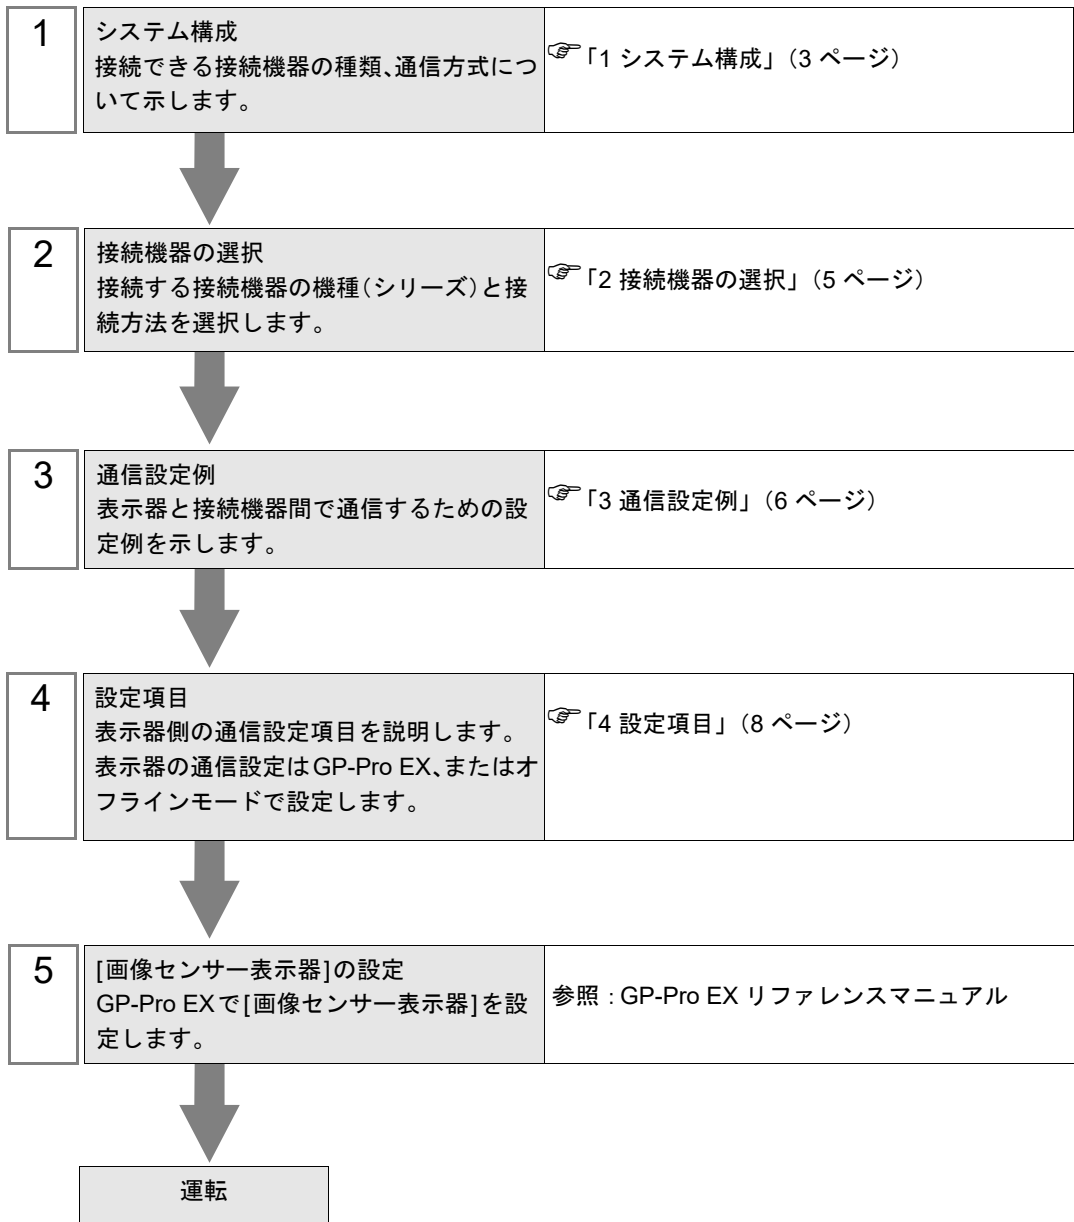 1
システム構成
接続できる接続機器の種類、通信方式につ
いて示します。
☞「1 システム構成」(3 ページ)
2
接続機器の選択
接続する接続機器の機種(シリーズ)と接
続方法を選択します。
☞「2 接続機器の選択」(5 ページ)
3
通信設定例
表示器と接続機器間で通信するための設
定例を示します。
☞「3 通信設定例」(6 ページ)
4
設定項目
表示器側の通信設定項目を説明します。
表示器の通信設定はGP-Pro EX、またはオ
フラインモードで設定します。
☞「4 設定項目」(8 ページ)
5
[画像センサー表示器]の設定
GP-Pro EXで[画像センサー表示器]を設
定します。
参照:GP-Pro EX リファレンスマニュアル
運転